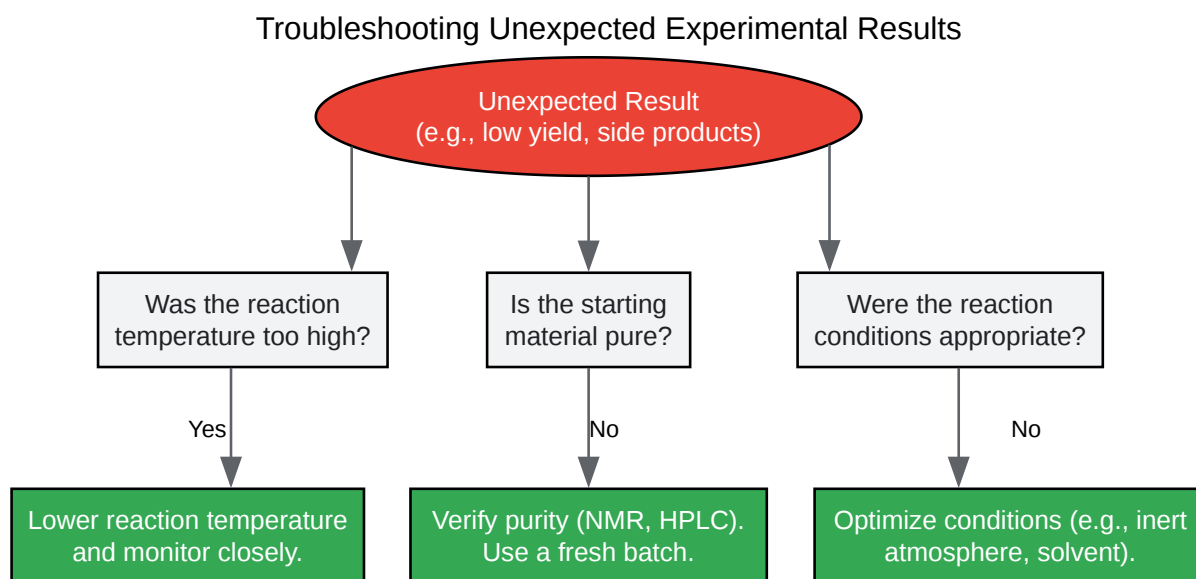 Troubleshooting Unexpected Experimental Results
Unexpected Result
(e.g., low yield, side products)
Was the reaction
temperature too high?
Is the starting
material pure?
Were the reaction
conditions appropriate?
Yes
No
No
Lower reaction temperature
and monitor closely.
Verify purity (NMR, HPLC).
Use a fresh batch.
Optimize conditions (e.g., inert
atmosphere, solvent).